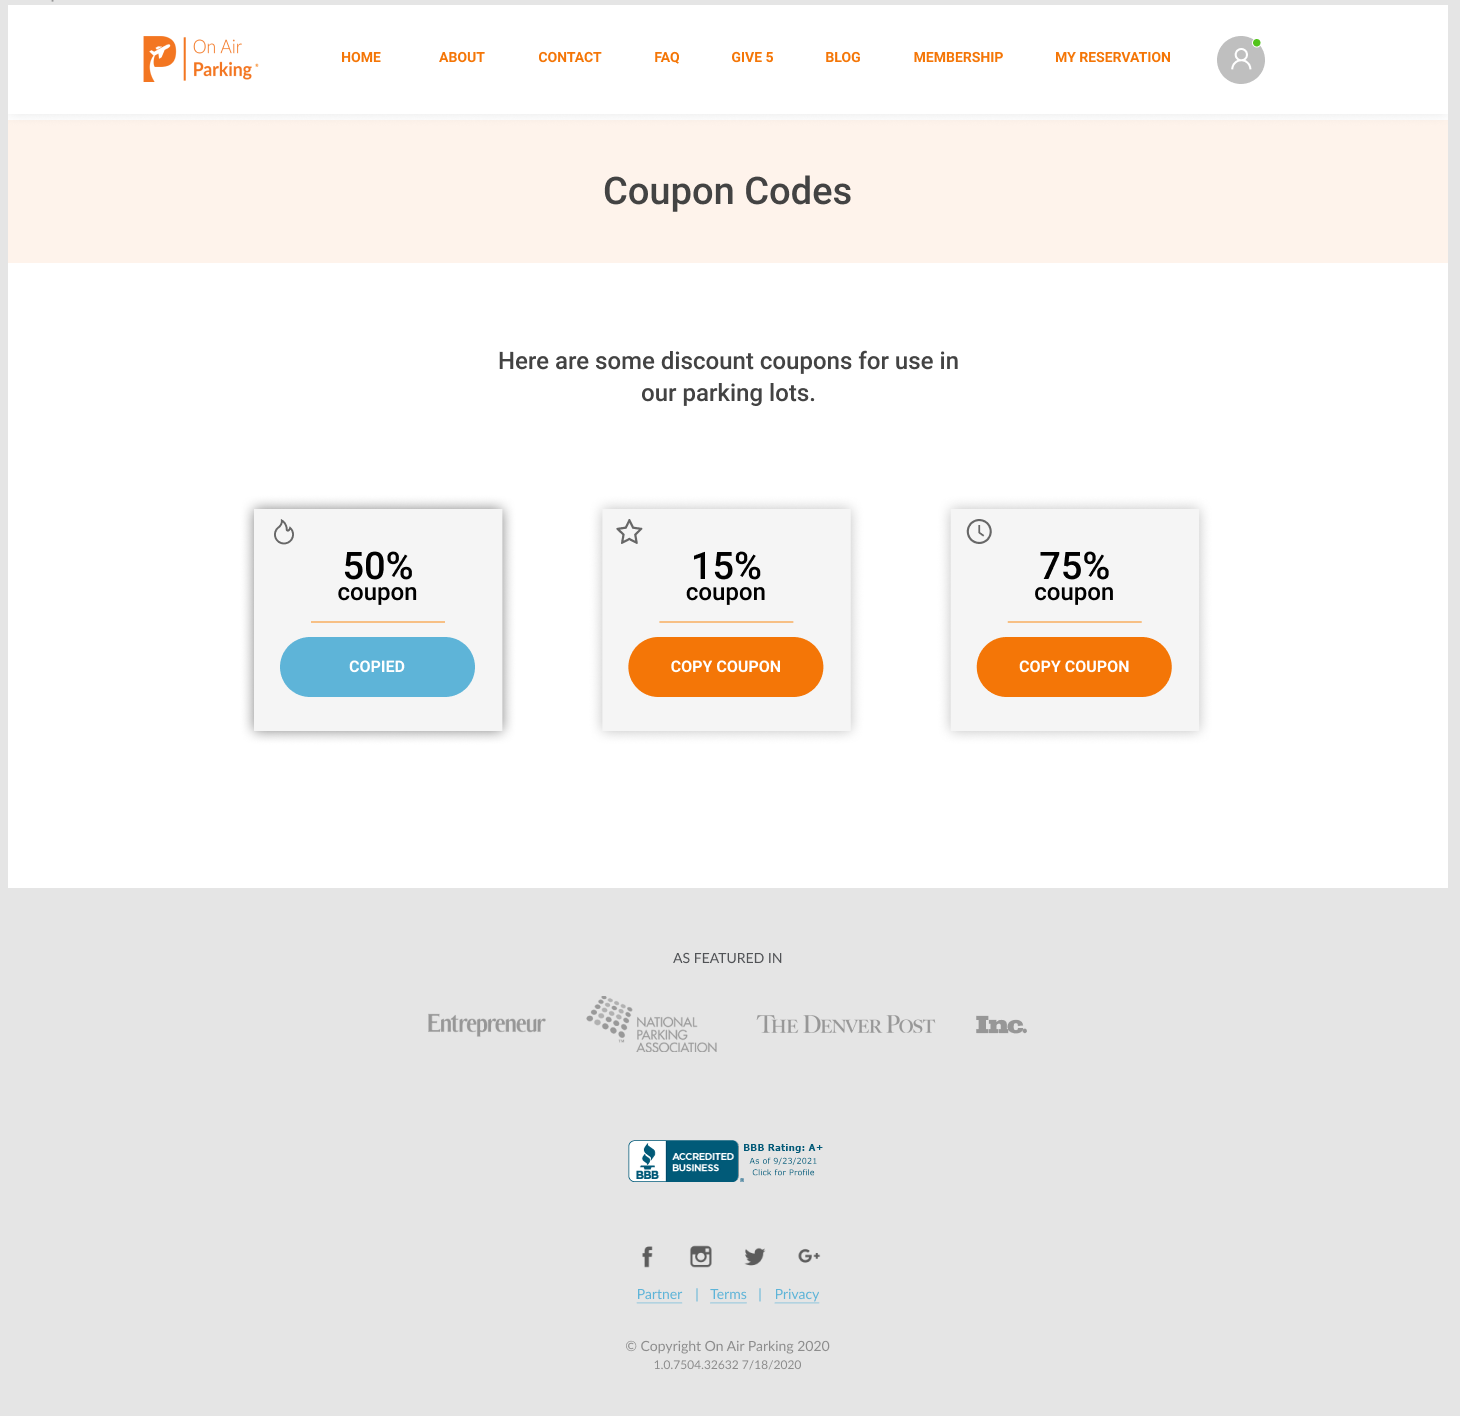 On Air
Parking
HOME ABOUT CONTACT FAQ GIVE 5 BLOG MEMBERSHIP MY RESERVATION
Coupon Codes
Here are some discount coupons for use in
our parking lots.
50%
coupon
COPIED
15%
coupon
COPY COUPON
75%
coupon
COPY COUPON
AS FEATURED IN
Entrepreneur
NATIONAL
PARKING
ASSOCIATION
™
THE DENVER POST
Inc.
BBB
ACCREDITED
BUSINESS
BBB Rating: A+
As of 9/23/2021
Click for Profile
f
G+
Partner | Terms | Privacy
© Copyright On Air Parking 2020
1.0.7504.32632 7/18/2020